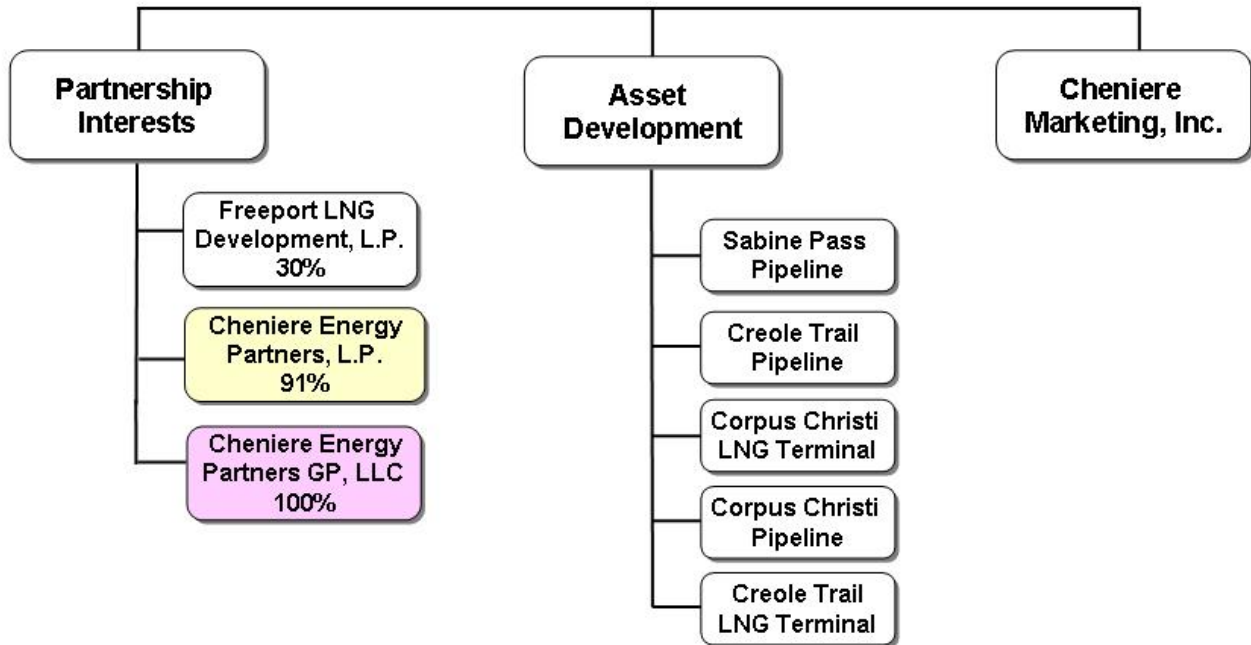 Partnership
Interests
Asset
Development
Cheniere
Marketing, Inc.
Freeport LNG
Development, L.P.
30%
Cheniere Energy
Partners, L.P.
91%
Cheniere Energy
Partners GP, LLC
100%
Sabine Pass
Pipeline
Creole Trail
Pipeline
Corpus Christi
LNG Terminal
Corpus Christi
Pipeline
Creole Trail
LNG Terminal